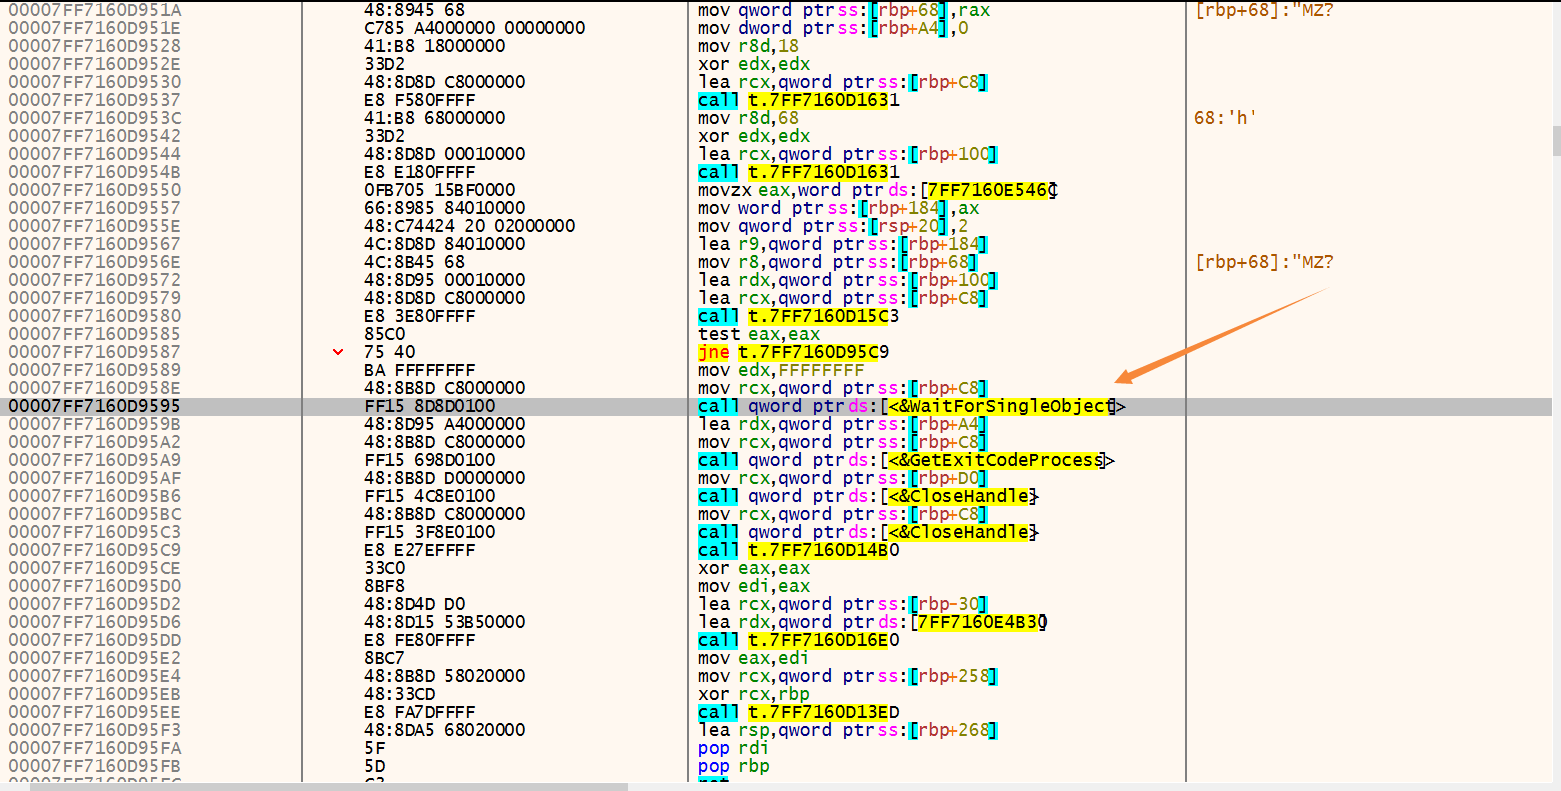 00007FF7160D951A 48:8945 68 mov qword ptr ss:[rbp+68],rax [rbp+68]:"MZ?
00007FF7160D951E C785 A4000000 00000000 mov dword ptr ss:[rbp+A4],0
00007FF7160D9528 41:B8 18000000 mov r8d,18
00007FF7160D952E 33D2 xor edx,edx
00007FF7160D9530 48:8D8D C8000000 lea rcx,qword ptr ss:[rbp+C8]
00007FF7160D9537 E8 F580FFFF call t.7FF7160D1631
00007FF7160D953C 41:B8 68000000 mov r8d,68 68:'h'
00007FF7160D9542 33D2 xor edx,edx
00007FF7160D9544 48:8D8D 00010000 lea rcx,qword ptr ss:[rbp+100]
00007FF7160D954B E8 E180FFFF call t.7FF7160D1631
00007FF7160D9550 0FB705 15BF0000 movzx eax,word ptr ds:[7FF7160E546C]
00007FF7160D9557 66:8985 84010000 mov word ptr ss:[rbp+184],ax
00007FF7160D955E 48:C74424 20 02000000 mov qword ptr ss:[rsp+20],2
00007FF7160D9567 4C:8D8D 84010000 lea r9,qword ptr ss:[rbp+184]
00007FF7160D956E 4C:8B45 68 mov r8,qword ptr ss:[rbp+68] [rbp+68]:"MZ?
00007FF7160D9572 48:8D95 00010000 lea rdx,qword ptr ss:[rbp+100]
00007FF7160D9579 48:8D8D C8000000 lea rcx,qword ptr ss:[rbp+C8]
00007FF7160D9580 E8 3E80FFFF call t.7FF7160D15C3
00007FF7160D9585 85C0 test eax,eax
00007FF7160D9587 75 40 jne t.7FF7160D95C9
00007FF7160D9589 BA FFFFFFFF mov edx,FFFFFFFF
00007FF7160D958E 48:8B8D C8000000 mov rcx,qword ptr ss:[rbp+C8]
00007FF7160D9595 FF15 8D8D0100 call qword ptr ds:[<&WaitForSingleObject>]
00007FF7160D959B 48:8D95 A4000000 lea rdx,qword ptr ss:[rbp+A4]
00007FF7160D95A2 48:8B8D C8000000 mov rcx,qword ptr ss:[rbp+C8]
00007FF7160D95A9 FF15 698D0100 call qword ptr ds:[<&GetExitCodeProcess>]
00007FF7160D95AF 48:8B8D D0000000 mov rcx,qword ptr ss:[rbp+D0]
00007FF7160D95B6 FF15 4C8E0100 call qword ptr ds:[<&CloseHandle>]
00007FF7160D95BC 48:8B8D C8000000 mov rcx,qword ptr ss:[rbp+C8]
00007FF7160D95C3 FF15 3F8E0100 call qword ptr ds:[<&CloseHandle>]
00007FF7160D95C9 E8 E27EFFFF call t.7FF7160D14B0
00007FF7160D95CE 33C0 xor eax,eax
00007FF7160D95D0 8BF8 mov edi,eax
00007FF7160D95D2 48:8D4D D0 lea rcx,qword ptr ss:[rbp-30]
00007FF7160D95D6 48:8D15 53B50000 lea rdx,qword ptr ds:[7FF7160E4B30]
00007FF7160D95DD E8 FE80FFFF call t.7FF7160D16E0
00007FF7160D95E2 8BC7 mov eax,edi
00007FF7160D95E4 48:8B8D 58020000 mov rcx,qword ptr ss:[rbp+258]
00007FF7160D95EB 48:33CD xor rcx,rbp
00007FF7160D95EE E8 FA7DFFFF call t.7FF7160D13ED
00007FF7160D95F3 48:8DA5 68020000 lea rsp,qword ptr ss:[rbp+268]
00007FF7160D95FA 5F pop rdi
00007FF7160D95FB 5D pop rbp